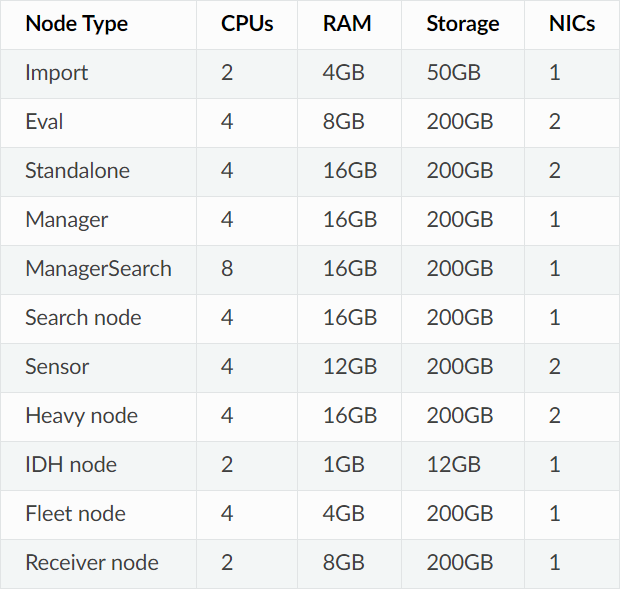 Node Type CPUs RAM Storage NICs
Import 2 4GB 50GB 1
Eval 4 8GB 200GB 2
Standalone 4 16GB 200GB 2
Manager 4 16GB 200GB 1
ManagerSearch 8 16GB 200GB 1
Search node 4 16GB 200GB 1
Sensor 4 12GB 200GB 2
Heavy node 4 16GB 200GB 2
IDH node 2 1GB 12GB 1
Fleet node 4 4GB 200GB 1
Receiver node 2 8GB 200GB 1